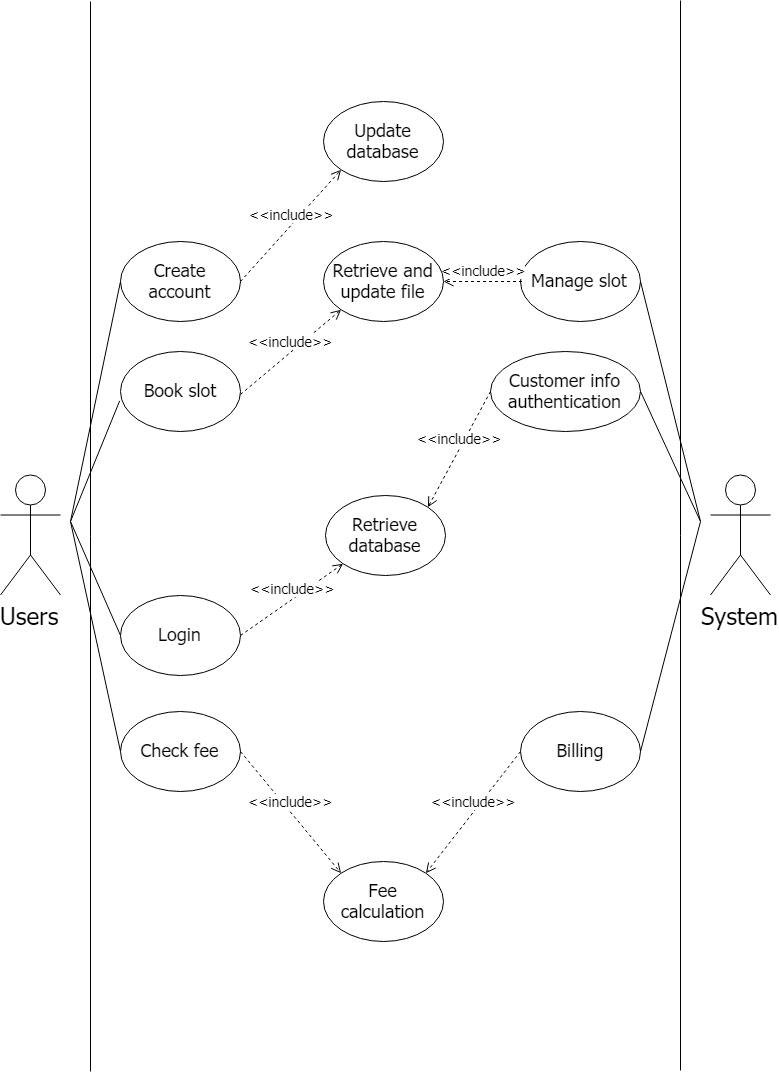 Update
database
<<include>>
Create
account
Retrieve and
update file
<<include>>
Manage slot
<<include>>
Book slot
Customer info
authentication
<<include>>
Retrieve
database
<<include>>
Users
System
Login
Check fee
Billing
<<include>>
<<include>>
Fee
calculation